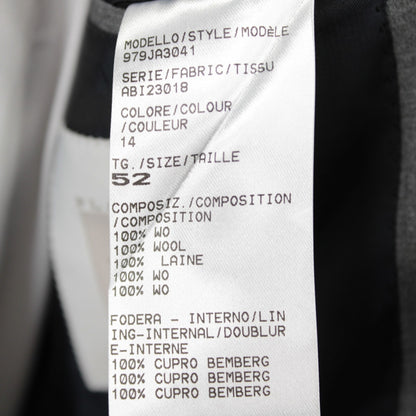 MODELLO/STYLE/MODèLE
979JA3041
SERIE/FABRIC/TISSU
ABI23018
COLORE/COLOUR
/COULEUR
14
TG./SIZE/TAILLE
52
COMPOSIZ./COMPOSITION
/COMPOSITION
100% WO
100% WOOL
100% LAINE
100% WO
100% WO
FODERA - INTERNO/LIN
ING-INTERNAL/DOUBLUR
E-INTERNE
100% CUPRO BEMBERG
100% CUPRO BEMBERG
100% CUPRO BEMBERG